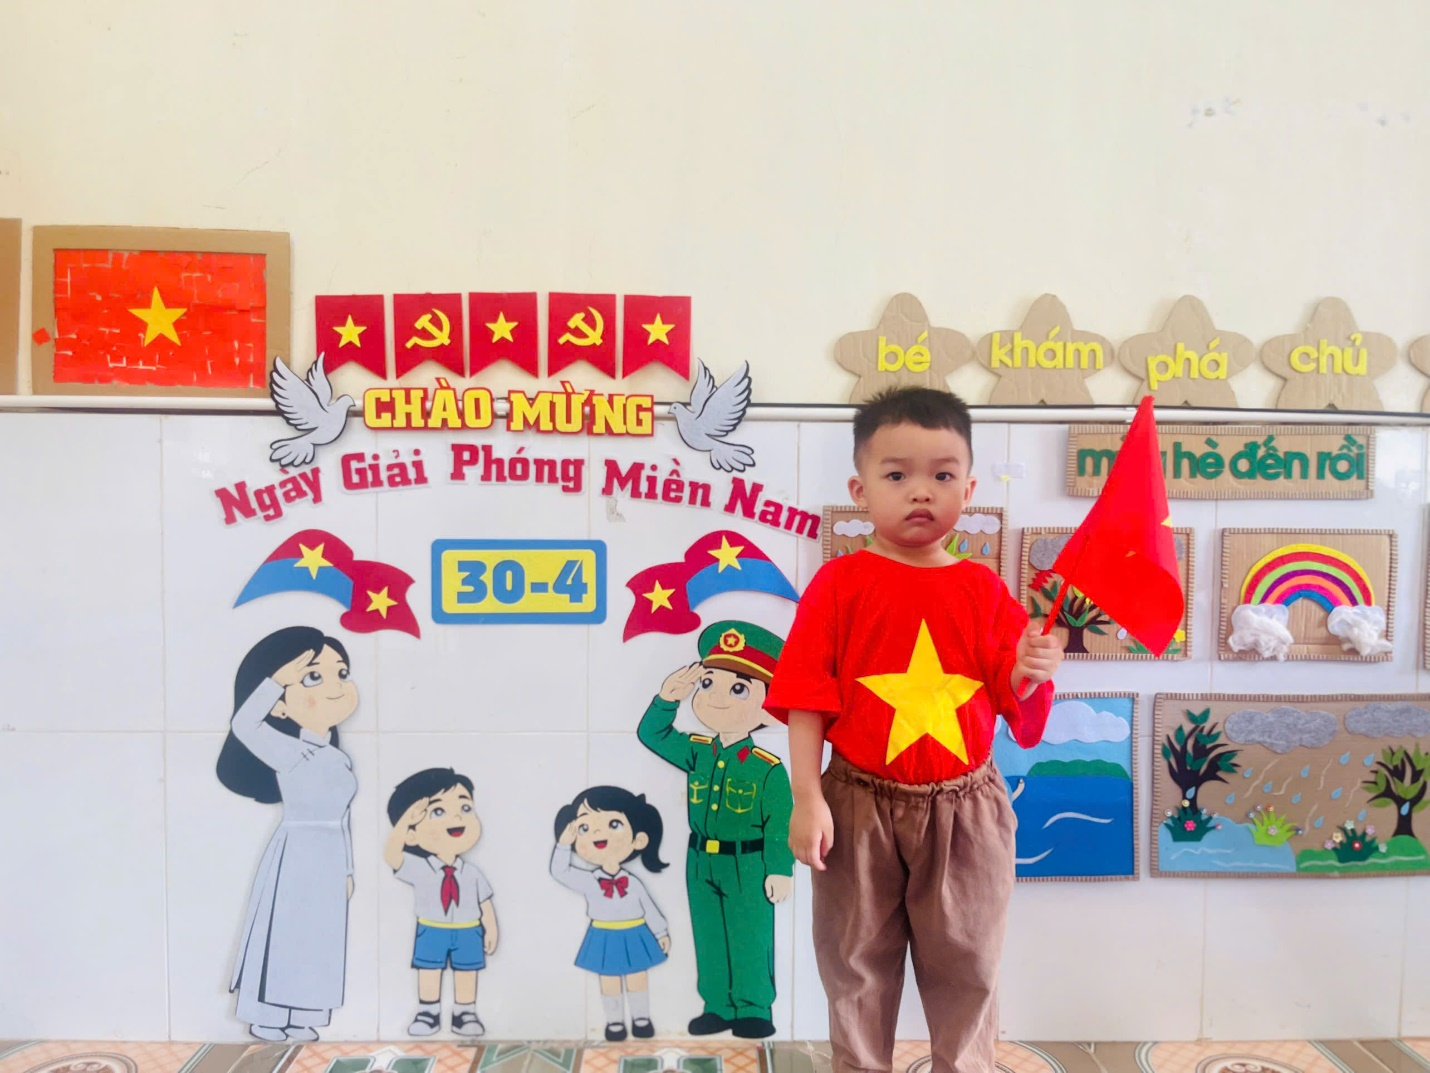 CHÀO MỪNG
Ngày Giải Phóng Miền Nam
30-4
bé khám phá chủ
hè đến rồi